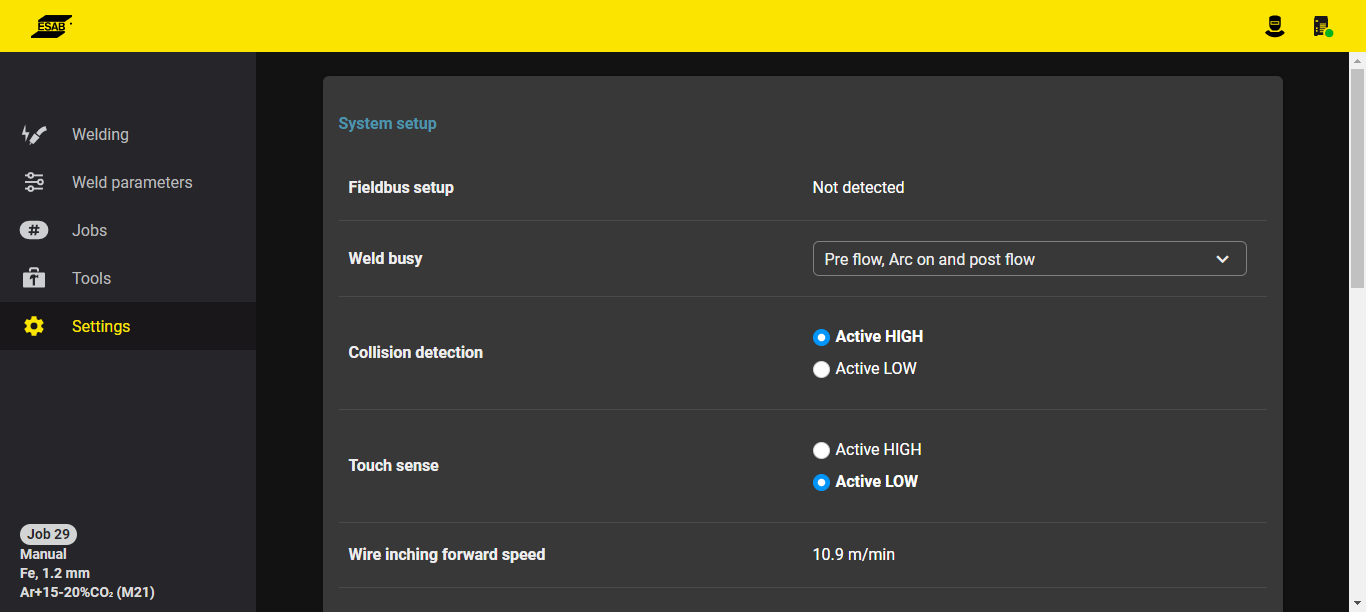 ESAB
Welding
Weld parameters
# Jobs
Tools
Settings
Job 29
Manual
Fe, 1.2 mm
Ar+15-20%CO₂ (M21)
System setup
Fieldbus setup Not detected
Weld busy Pre flow, Arc on and post flow
Collision detection
Active HIGH
Active LOW
Touch sense
Active HIGH
Active LOW
Wire inching forward speed 10.9 m/min